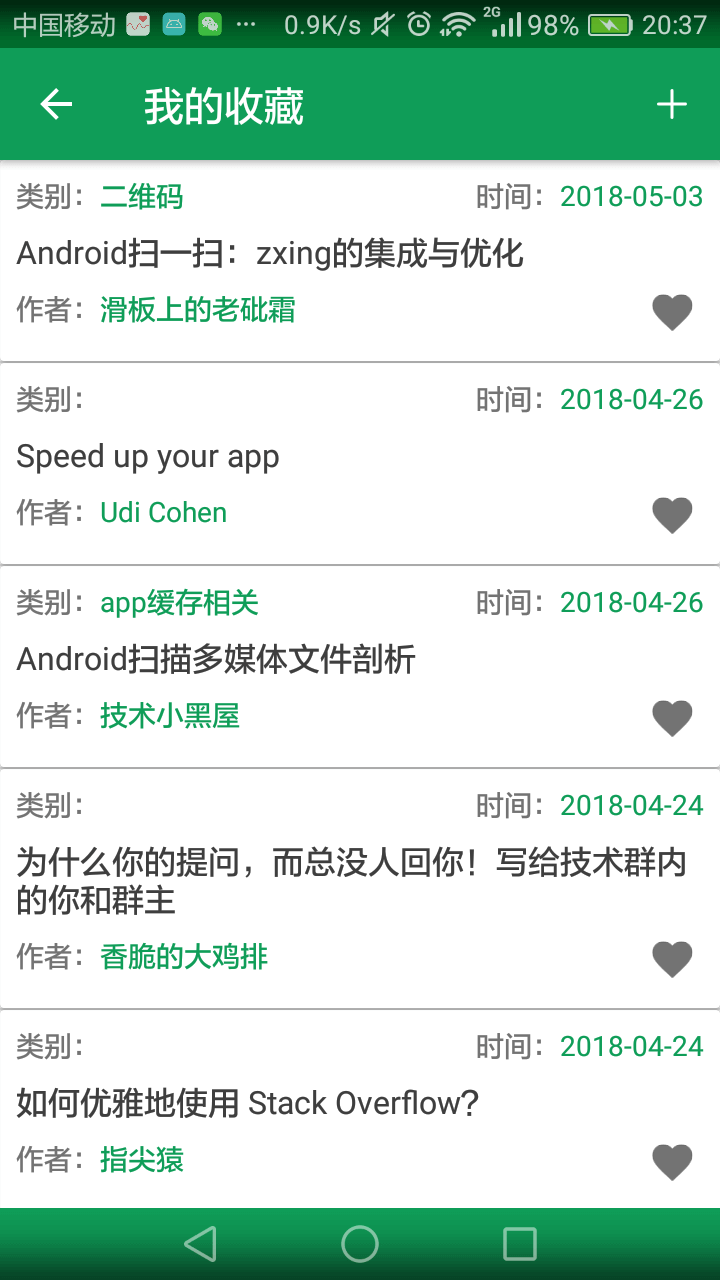 中国移动 ... 0.9K/s 2G 98% 20:37
我的收藏
类别：二维码 时间：2018-05-03
Android扫一扫：zxing的集成与优化
作者：滑板上的老砒霜
类别： 时间：2018-04-26
Speed up your app
作者：Udi Cohen
类别：app缓存相关 时间：2018-04-26
Android扫描多媒体文件剖析
作者：技术小黑屋
类别： 时间：2018-04-24
为什么你的提问，而总没人回你！写给技术群内
的你和群主
作者：香脆的大鸡排
类别： 时间：2018-04-24
如何优雅地使用 Stack Overflow？
作者：指尖猿